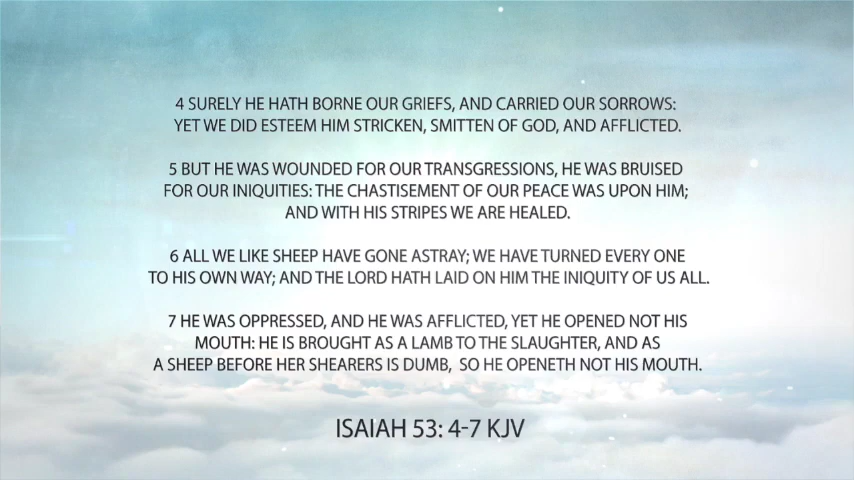 4 SURELY HE HATH BORNE OUR GRIEFS, AND CARRIED OUR SORROWS:
YET WE DID ESTEEM HIM STRICKEN, SMITTEN OF GOD, AND AFFLICTED.
5 BUT HE WAS WOUNDED FOR OUR TRANSGRESSIONS, HE WAS BRUISED
FOR OUR INIQUITIES: THE CHASTISEMENT OF OUR PEACE WAS UPON HIM;
AND WITH HIS STRIPES WE ARE HEALED.
6 ALL WE LIKE SHEEP HAVE GONE ASTRAY; WE HAVE TURNED EVERY ONE
TO HIS OWN WAY; AND THE LORD HATH LAID ON HIM THE INIQUITY OF US ALL.
7 HE WAS OPPRESSED, AND HE WAS AFFLICTED, YET HE OPENED NOT HIS
MOUTH: HE IS BROUGHT AS A LAMB TO THE SLAUGHTER, AND AS
A SHEEP BEFORE HER SHEARERS IS DUMB,  SO HE OPENETH NOT HIS MOUTH.
ISAIAH 53: 4-7 KJV